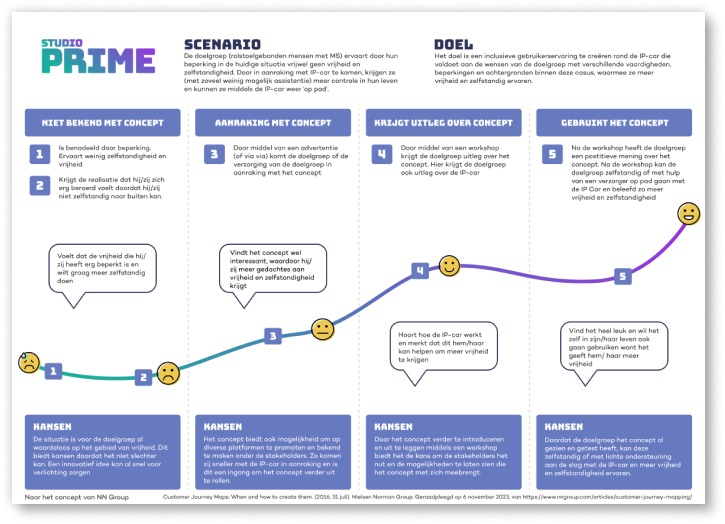 STUDIO
PRIME
SCENARIO
De doelgroep (rolstoelgebonden mensen met MS) ervaart door hun
beperking in de huidige situatie vrijwel geen vrijheid en
zelfstandigheid. Door in aanraking met IP-car te komen, krijgen ze
(met zoveel weinig mogelijk assistentie) meer controle in hun leven
en kunnen ze middels de IP-car weer 'op pad'.
DOEL
Het doel is een inclusieve gebruikerservaring te creëren rond de IP-car die
voldoet aan de wensen van de doelgroep met verschillende vaardigheden,
beperkingen en achtergronden binnen deze casus, waarmee ze meer
vrijheid en zelfstandig ervaren.
NIET BEKEND MET CONCEPT
1
Is benadeeld door beperking.
Ervaart weinig zelfstandigheid en
vrijheid
2
Krijgt de realisatie dat hij/zij zich
erg beroerd voelt doordat hij/zij
niet zelfstandig naar buiten kan.
AANRAKING MET CONCEPT
3
Door middel van een advertentie
(of via via) komt de doelgroep of de
verzorging van de doelgroep in
aanraking met het concept
KRIJGT UITLEG OVER CONCEPT
4
Door middel van een workshop
krijgt de doelgroep uitleg over het
concept. Hier krijgt de doelgroep
ook uitleg over de IP-car
GEBRUINT HET CONCEPT
5
Na de workshop heeft de doelgroep
een postitieve mening over het
concept. Na de workshop kan de
doelgroep zelfstandig of met hulp
van een verzorger op pad gaan met
de IP Car en beleefd zo meer
vrijheid en zelfstandigheid
Voelt dat de vrijheid die hij/
zij heeft erg beperkt is en
wilt graag meer zelfstandig
doen
Vindt het concept wel
interessant, waardoor hij/
zij meer gedachtes aan
vrijheid en zelfstandigheid
krijgt
Hoort hoe de IP-car werkt
en merkt dat dit hem/haar
kan helpen om meer vrijheid
te krijgen
Vind het heel leuk en wil het
zelf in zijn/haar leven ook
gaan gebruiken want het
geeft hem/ haar meer
vrijheid
1
2
3
4
5
KANSEN
De situatie is voor de doelgroep al
waardeloos op het gebied van vrijheid. Dit
biedt kansen doordat het niet slechter
kan. Een innovatief idee kan al snel voor
verlichting zorgen
KANSEN
Het concept biedt ook mogelijkheid om op
diverse platformen te promoten en bekend
te maken onder de stakeholders. Zo komen
zij sneller met de IP-car in aanraking en is
dit een ingang om het concept verder uit
te rollen.
KANSEN
Door het concept verder te introduceren
en uit te leggen middels een workshop
biedt het de kans om de stakeholders het
nut en de mogelijkheden te laten zien die
het concept met zich meebrengt.
KANSEN
Doordat de doelgroep het concept al
gezien en getest heeft, kan deze
zelfstandig of met lichte ondersteuning
aan de slag met de IP-car en meer vrijheid
en zelfstandigheid ervaren.
Naar het concept van NN Group
Customer Journey Maps: When and how to create them. (2016, 31 juli). Nielsen Norman Group. Geraadpleegd op 6 november 2023, van https://www.nngroup.com/articles/customer-journey-mapping/